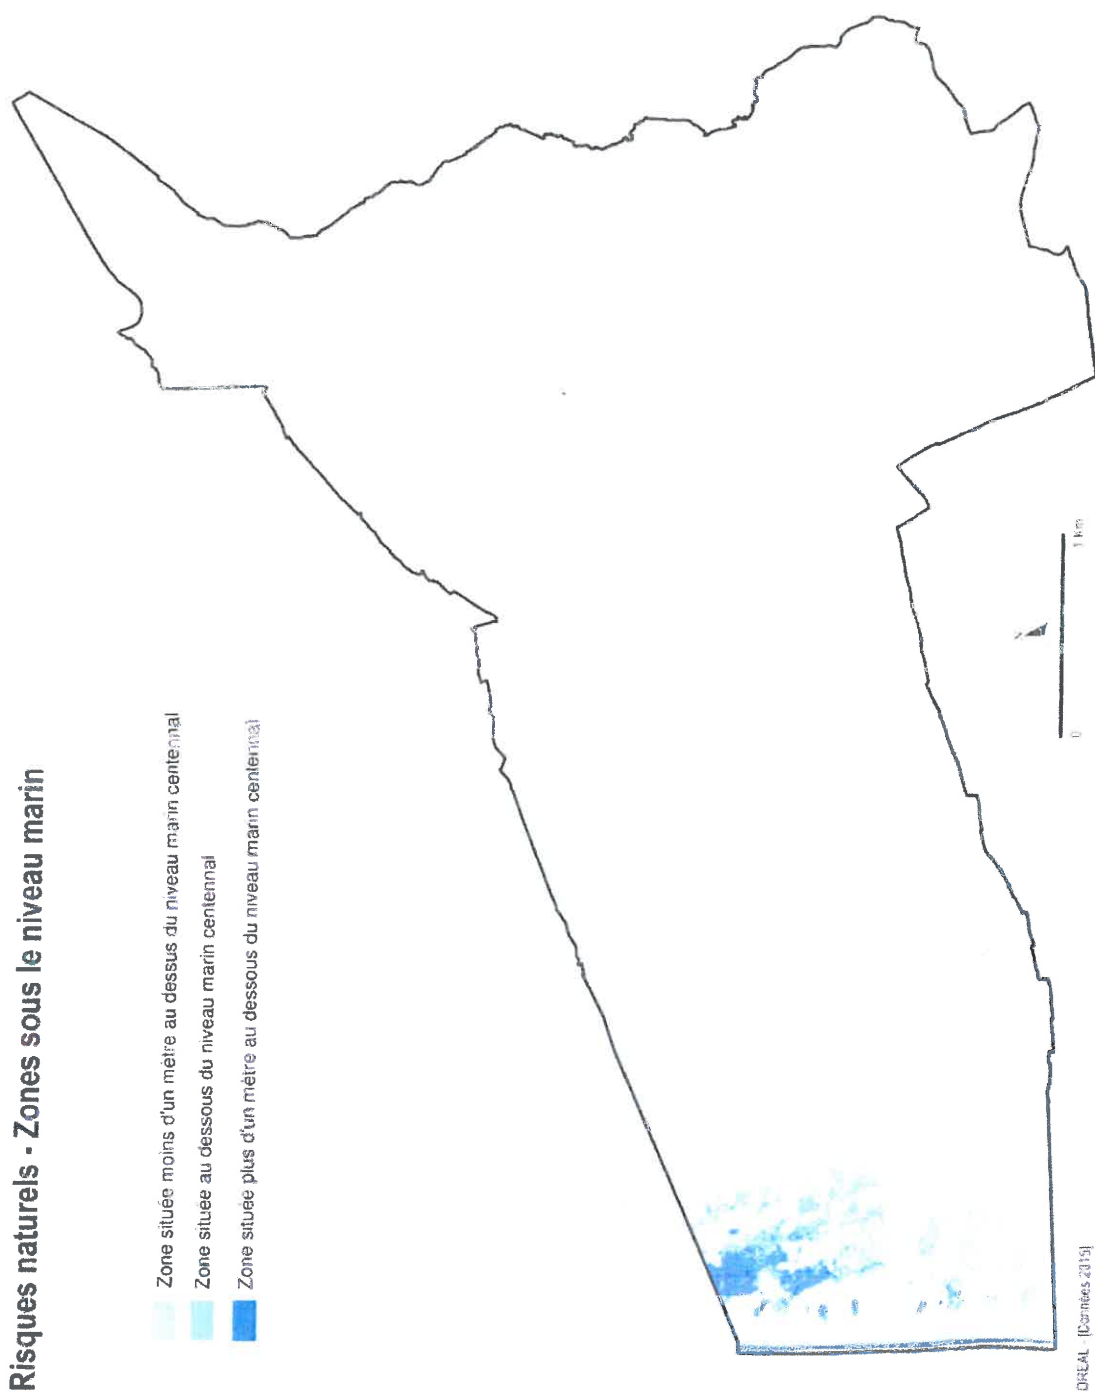 Risques naturels - Zones sous le niveau marin
Zone située moins d'un mètre au dessus du niveau marin centennal
Zone située au dessous du niveau marin centennal
Zone située plus d'un mètre au dessous du niveau marin centennal
0
1 Km
DREAL - [Données 2015]